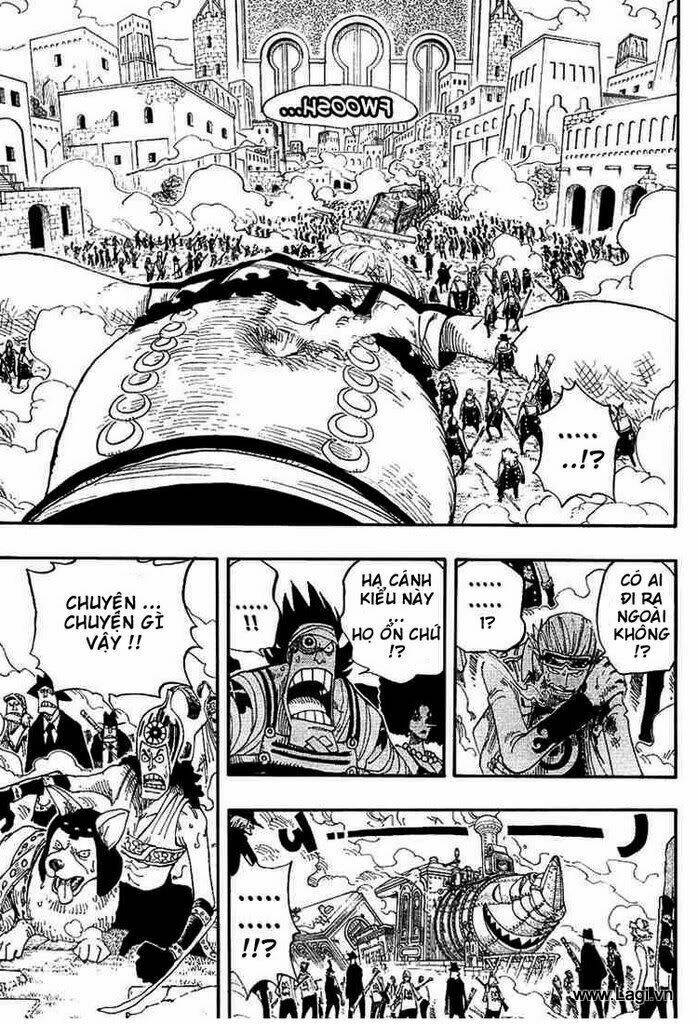 FWOOSH...
.....
..!?
CÓ AI
ĐI RA
NGOÀI
KHÔNG!?
.....
.....
1?
HẠ CÁNH
KIỂU NÀY
...
HỌ ỔN CHỨ
!?
.....
!!
.....
.....
!!?
CHUYỆN ...
CHUYỆN GÌ
VẬY !!
www.Lagi.vn